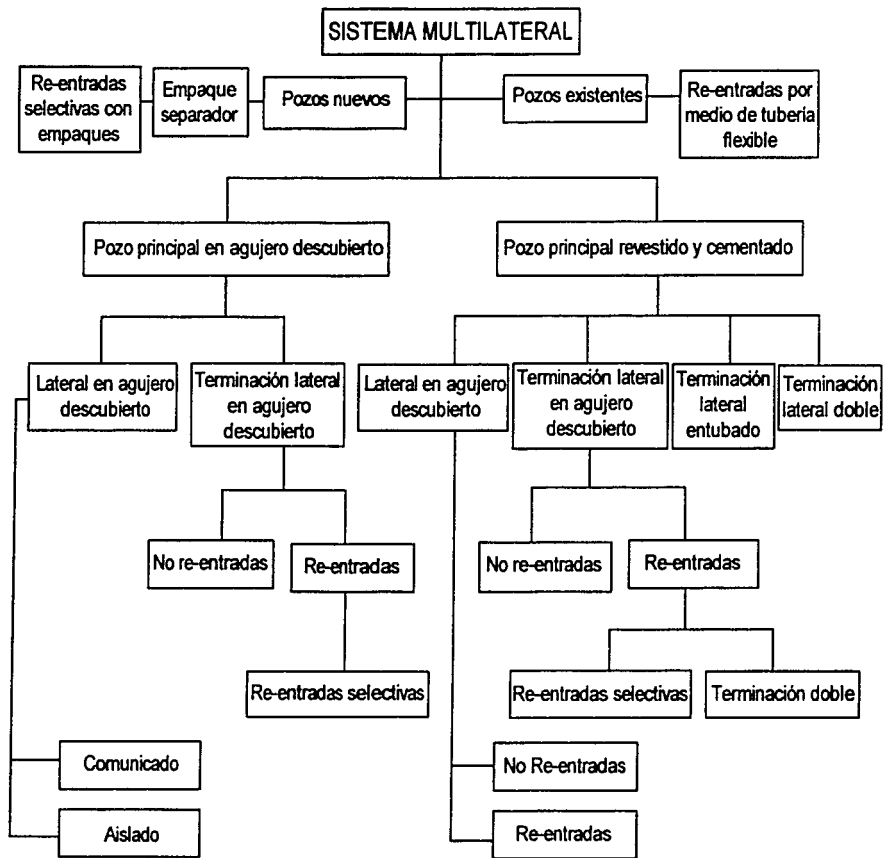 SISTEMA MULTILATERAL
Re-entradas
selectivas con
empaques
Empaque
separador
Pozos nuevos
Pozos existentes
Re-entradas por
medio de tubería
flexible
Pozo principal en agujero descubierto
Pozo principal revestido y cementado
Lateral en agujero
descubierto
Terminación lateral
en agujero
descubierto
Lateral en agujero
descubierto
Terminación lateral
en agujero
descubierto
Terminación
lateral
entubado
Terminación
lateral doble
No re-entradas
Re-entradas
No re-entradas
Re-entradas
Re-entradas selectivas
Re-entradas selectivas
Terminación doble
Comunicado
No Re-entradas
Aislado
Re-entradas